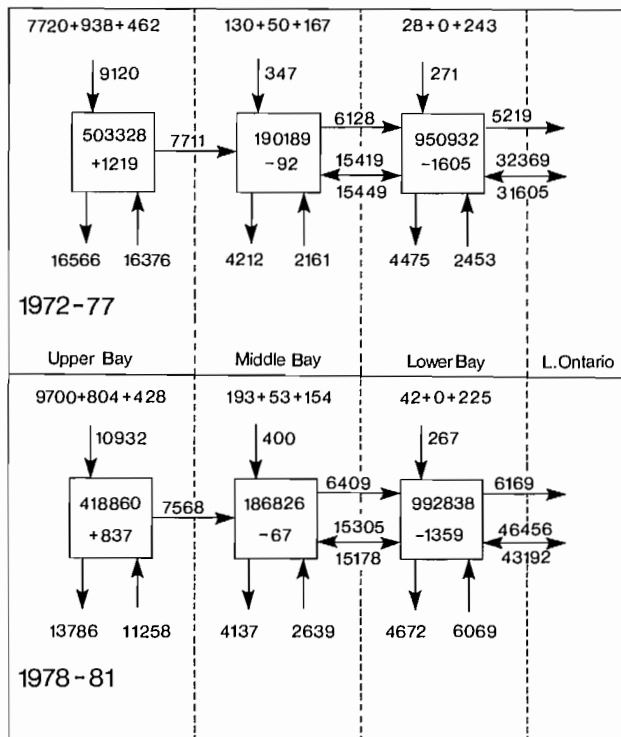 7720+938+462 130+50+167 28+0+243
9120 347 271
6128 5219
503328 7711 190189 950932
+1219 -92 15419 -1605 32369
15449 31605
16566 16376 4212 2161 4475 2453
1972-77
Upper Bay Middle Bay Lower Bay L.Ontario
9700+804+428 193+53+154 42+0+225
10932 400 267
6409 6169
418860 7568 186826 992838
+837 -67 15305 -1359 46456
15178 43192
13786 11258 4137 2639 4672 6069
1978-81